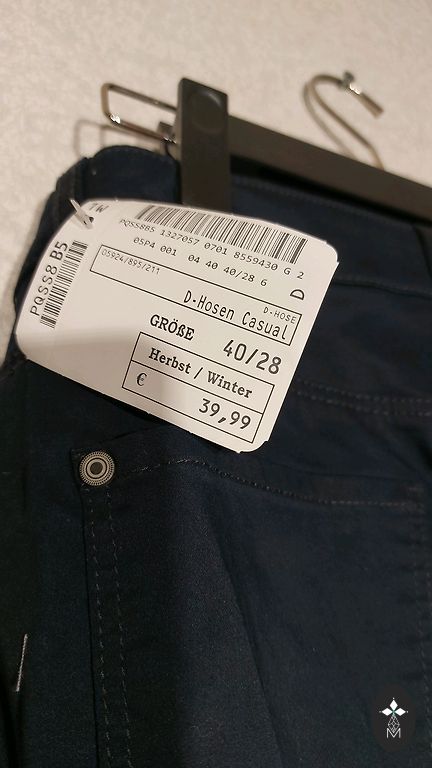 TW
PQSS8B5 1327057 0701 8559430 G 2
05P4 001 04 40 40/28 G
D
05924/895/211
D-HOSE
D-Hosen Casual
GRÖßE 40/28
Herbst / Winter
€ 39,99
PQSS8 B5
M